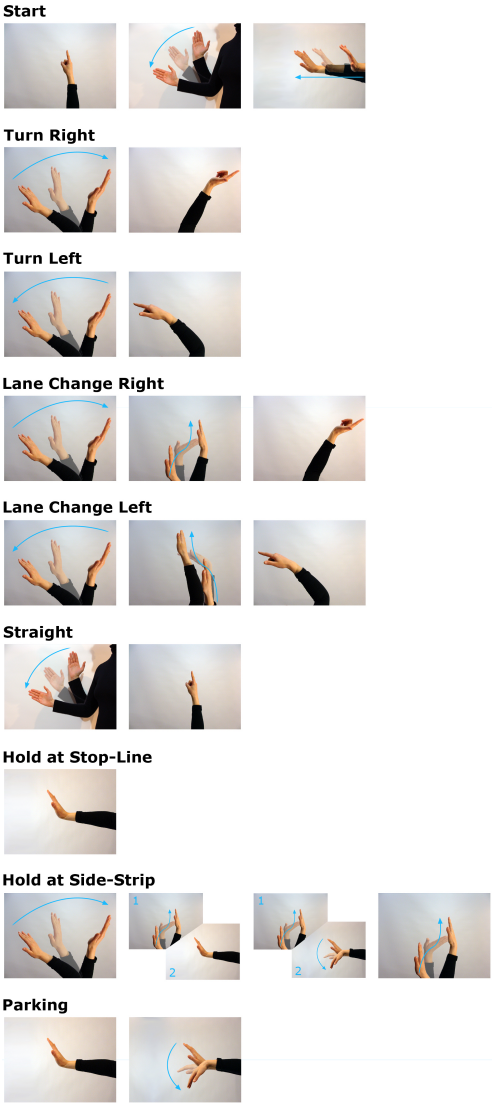 Start
Turn Right
Turn Left
Lane Change Right
Lane Change Left
Straight
Hold at Stop-Line
Hold at Side-Strip
1
2
1
2
Parking